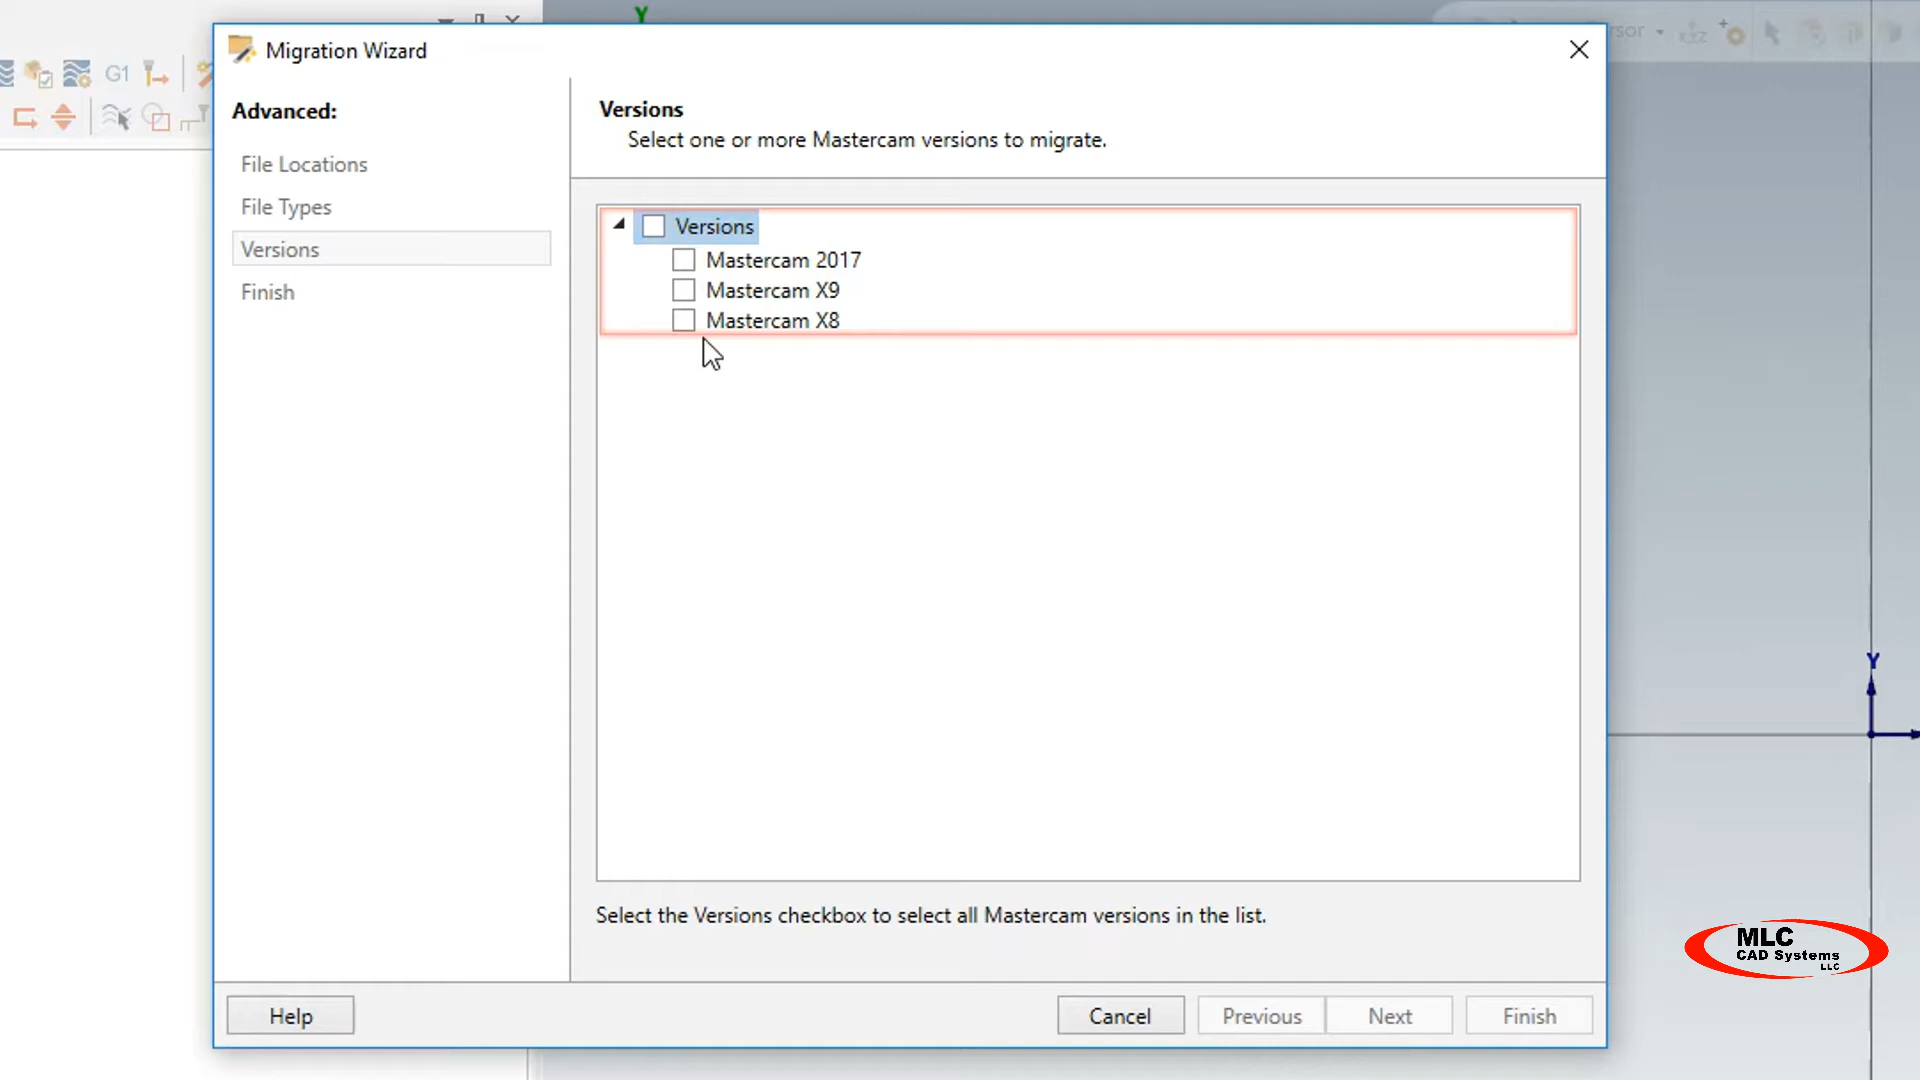 Y
Migration Wizard
G1
Advanced:
File Locations
File Types
Versions
Finish
Versions
Select one or more Mastercam versions to migrate.
Versions
Mastercam 2017
Mastercam X9
Mastercam X8
Y
Select the Versions checkbox to select all Mastercam versions in the list.
MLC
CAD Systems
LLC
Help
Cancel
Previous
Next
Finish